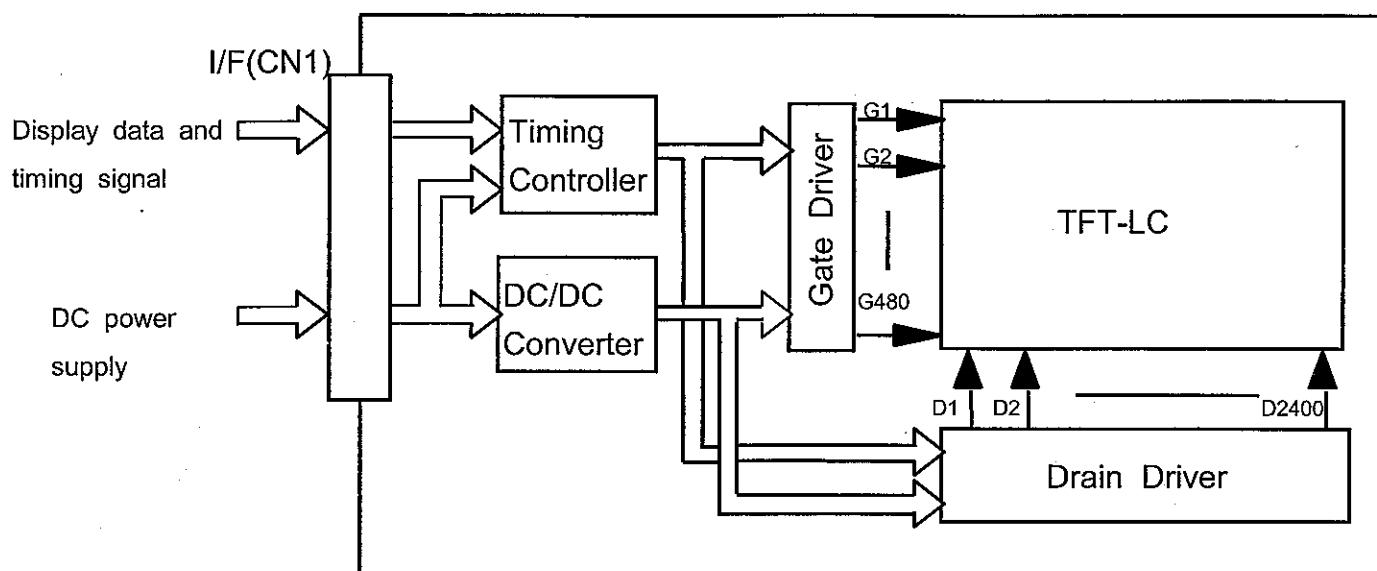 I/F(CN1)
Display data and
timing signal
DC power
supply
Timing
Controller
DC/DC
Converter
Gate Driver
G1
G2
G480
TFT-LC
D1
D2
D2400
Drain Driver